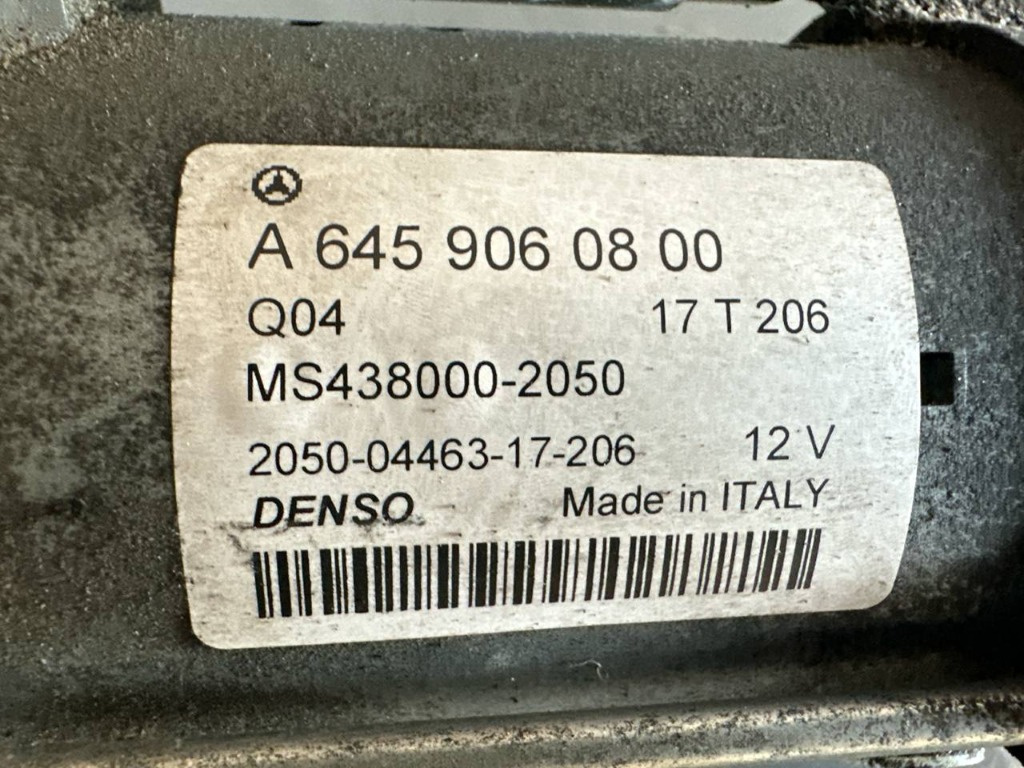 A 645 906 08 00
Q04 17 T 206
MS438000-2050
2050-04463-17-206 12 V
DENSO Made in ITALY